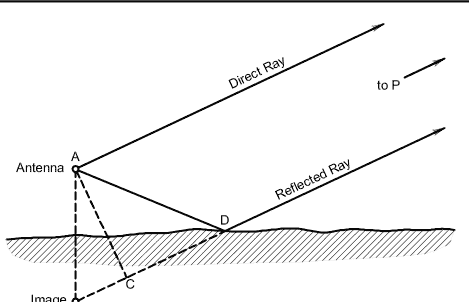 Direct Ray
to P
A
Antenna
Reflected Ray
D
C
Image